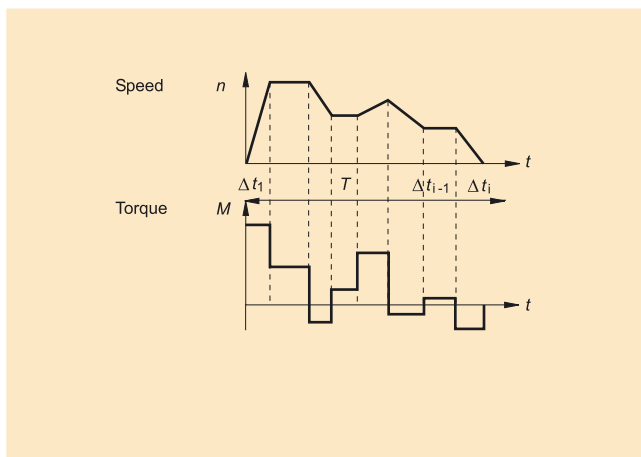 Speed n
t
Δt₁ T Δtᵢ₋₁ Δtᵢ
Torque M
t